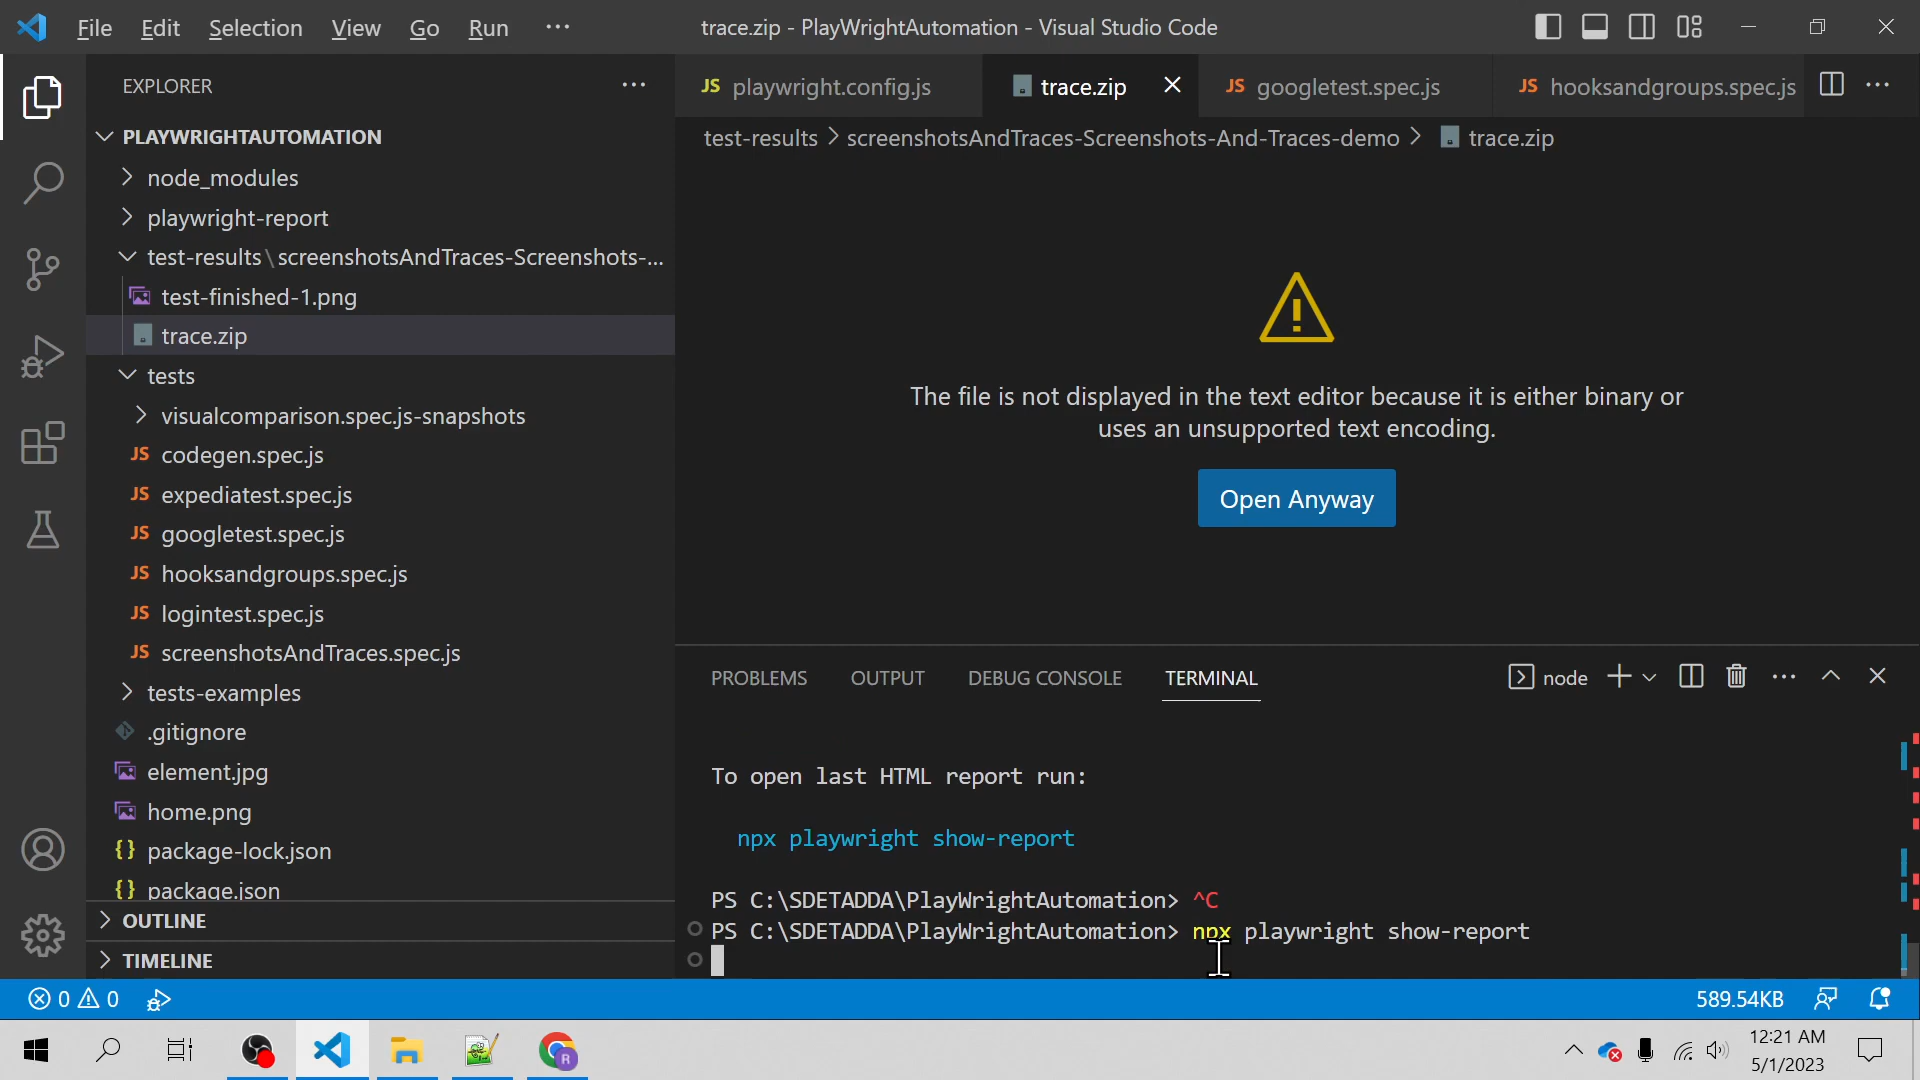 File Edit Selection View Go Run ···
trace.zip - PlayWrightAutomation - Visual Studio Code
EXPLORER
PLAYWRIGHTAUTOMATION
node_modules
playwright-report
test-results\screenshotsAndTraces-Screenshots-...
test-finished-1.png
trace.zip
tests
visualcomparison.spec.js-snapshots
JS codegen.spec.js
JS expediatest.spec.js
JS googletest.spec.js
JS hooksandgroups.spec.js
JS logintest.spec.js
JS screenshotsAndTraces.spec.js
tests-examples
.gitignore
element.jpg
home.png
{} package-lock.json
{} package.json
OUTLINE
TIMELINE
JS playwright.config.js
trace.zip
JS googletest.spec.js
JS hooksandgroups.spec.js
test-results > screenshotsAndTraces-Screenshots-And-Traces-demo > trace.zip
The file is not displayed in the text editor because it is either binary or
uses an unsupported text encoding.
Open Anyway
PROBLEMS OUTPUT DEBUG CONSOLE TERMINAL
node
To open last HTML report run:
npx playwright show-report
PS C:\SDETADDA\PlayWrightAutomation> ^C
PS C:\SDETADDA\PlayWrightAutomation> npx playwright show-report
0 0
589.54KB
R
12:21 AM
5/1/2023